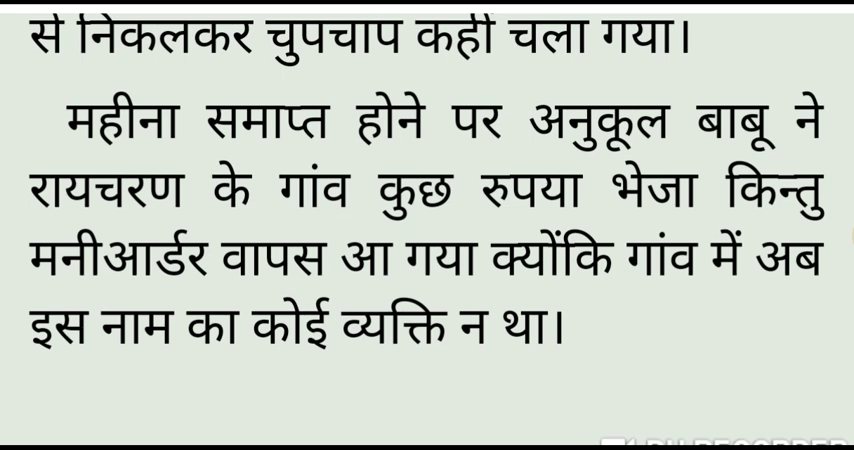 से निकलकर चुपचाप कहीं चला गया।
महीना समाप्त होने पर अनुकूल बाबू ने
रायचरण के गांव कुछ रुपया भेजा किन्तु
मनीआर्डर वापस आ गया क्योंकि गांव में अब
इस नाम का कोई व्यक्ति न था।